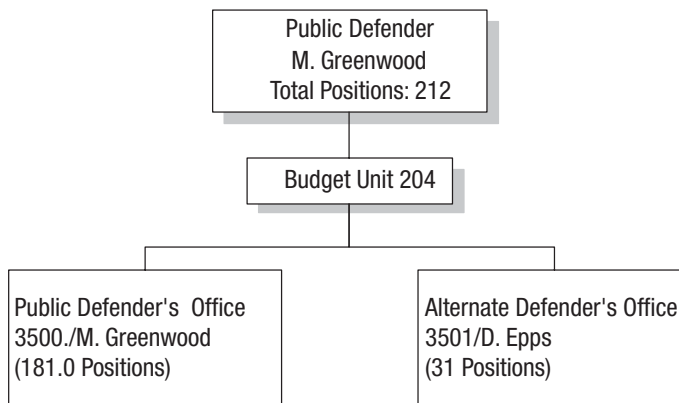 Public Defender
M. Greenwood
Total Positions: 212
Budget Unit 204
Public Defender's Office
3500./M. Greenwood
(181.0 Positions)
Alternate Defender's Office
3501/D. Epps
(31 Positions)